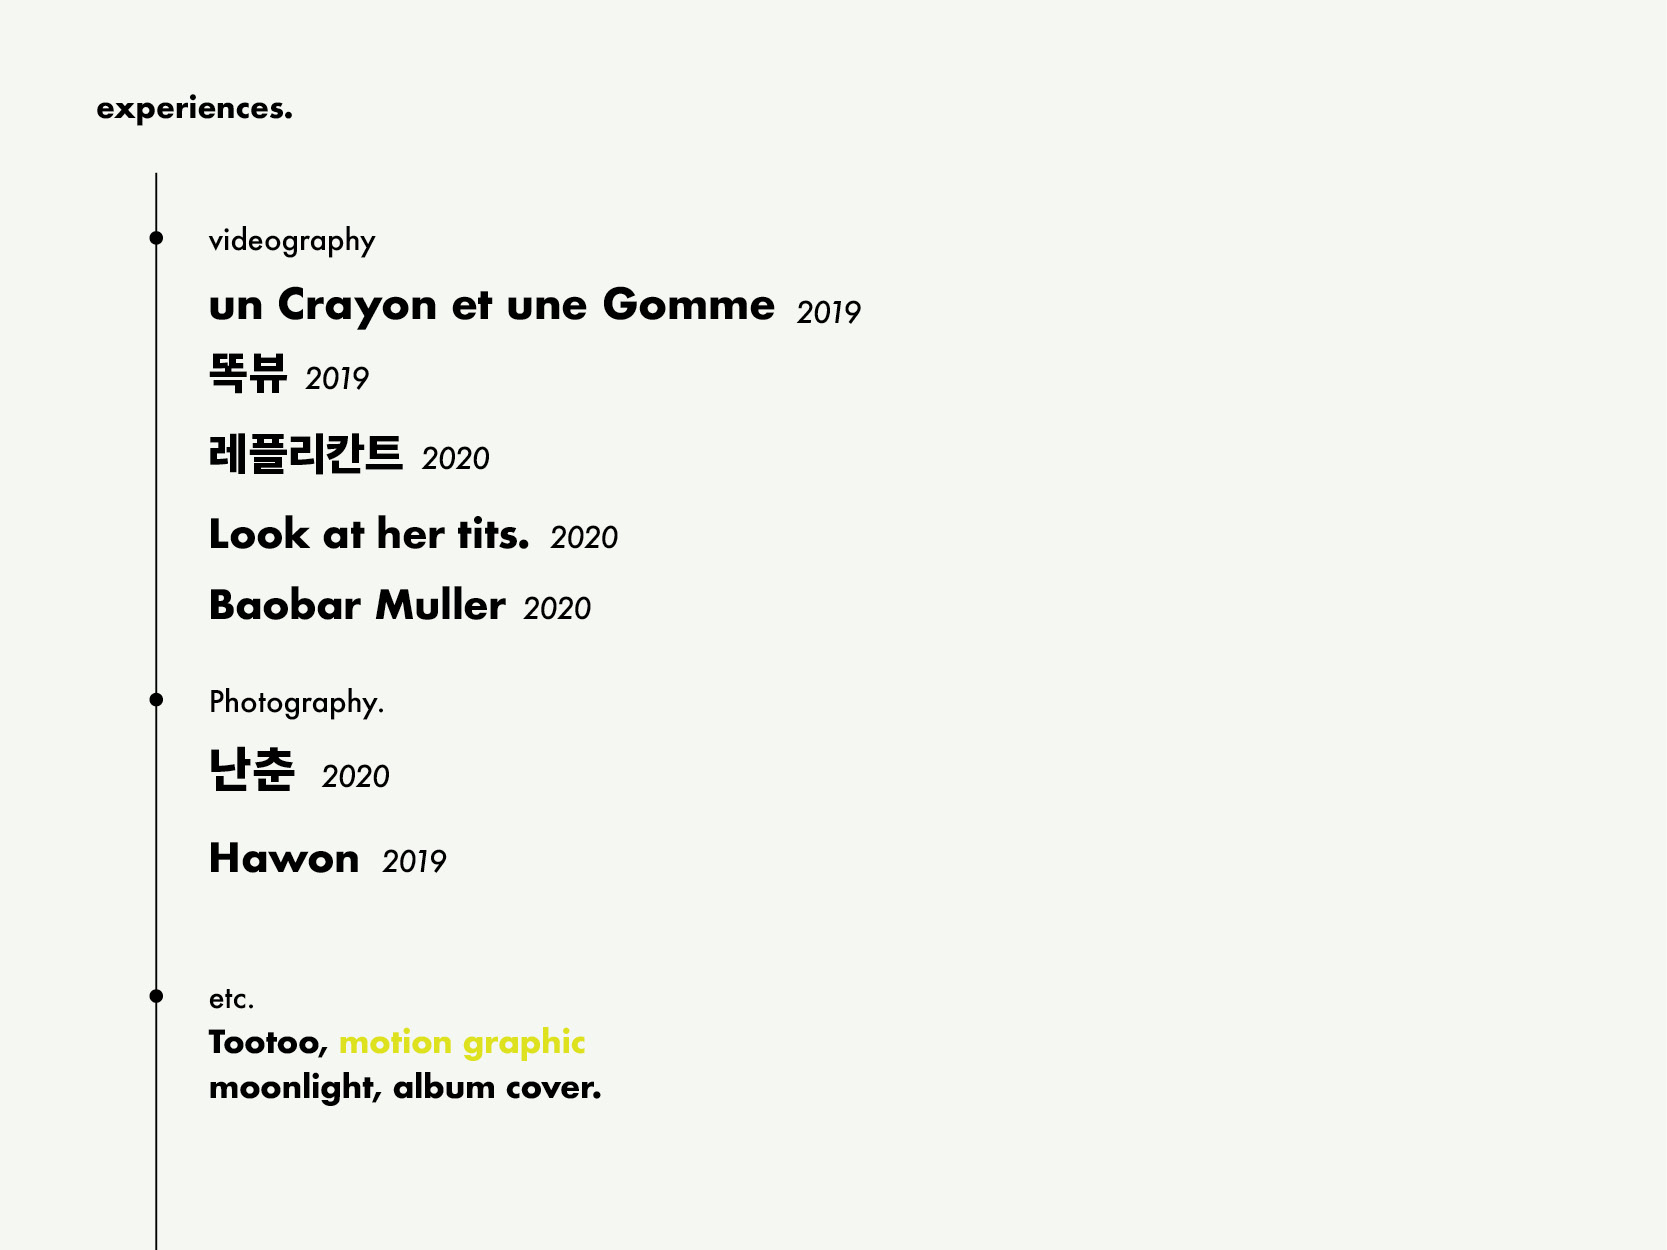 experiences.
videography
un Crayon et une Gomme 2019
똑뷰 2019
레플리칸트 2020
Look at her tits. 2020
Baobar Muller 2020
Photography.
난춘 2020
Hawon 2019
etc.
Tootoo, motion graphic
moonlight, album cover.